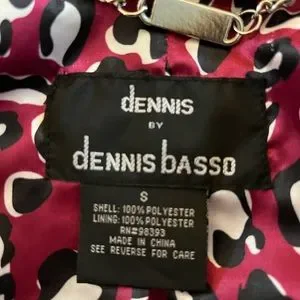 dENNIS
BY
dENNIS basso
S
SHELL: 100% POLYESTER
LINING: 100% POLYESTER
RN#98393
MADE IN CHINA
SEE REVERSE FOR CARE